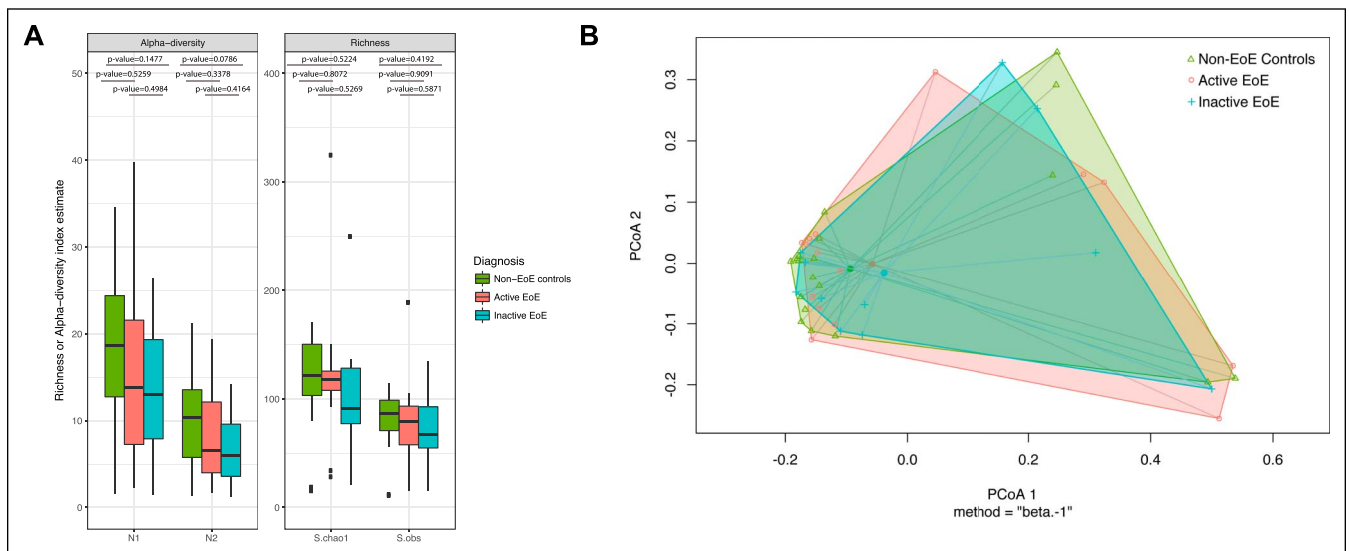 A
Alpha−diversity
Richness
p-value=0.1477
p-value=0.0786
p-value=0.5259
p-value=0.3378
p-value=0.4984
p-value=0.4164
p-value=0.5224
p-value=0.4192
p-value=0.8072
p-value=0.9091
p-value=0.5269
p-value=0.5871
Richness or Alpha−diversity index estimate
50
40
30
20
10
0
400
300
200
100
0
N1
N2
S.chao1
S.obs
Diagnosis
Non−EoE controls
Active EoE
Inactive EoE
B
Non-EoE Controls
Active EoE
Inactive EoE
PCoA 2
0.3
0.2
0.1
0.0
-0.1
-0.2
-0.2
0.0
0.2
0.4
0.6
PCoA 1
method = "beta.-1"